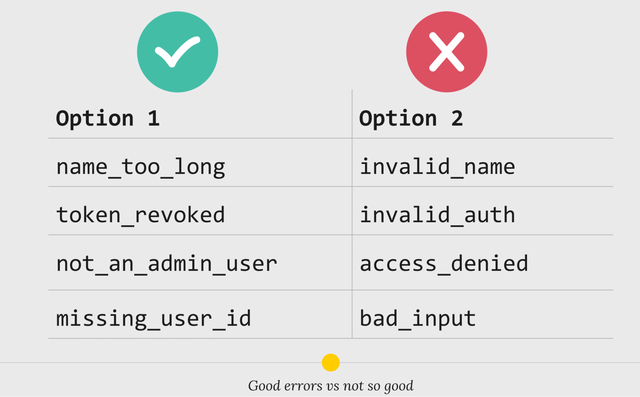 Option 1 Option 2
name_too_long invalid_name
token_revoked invalid_auth
not_an_admin_user access_denied
missing_user_id bad_input
Good errors vs not so good